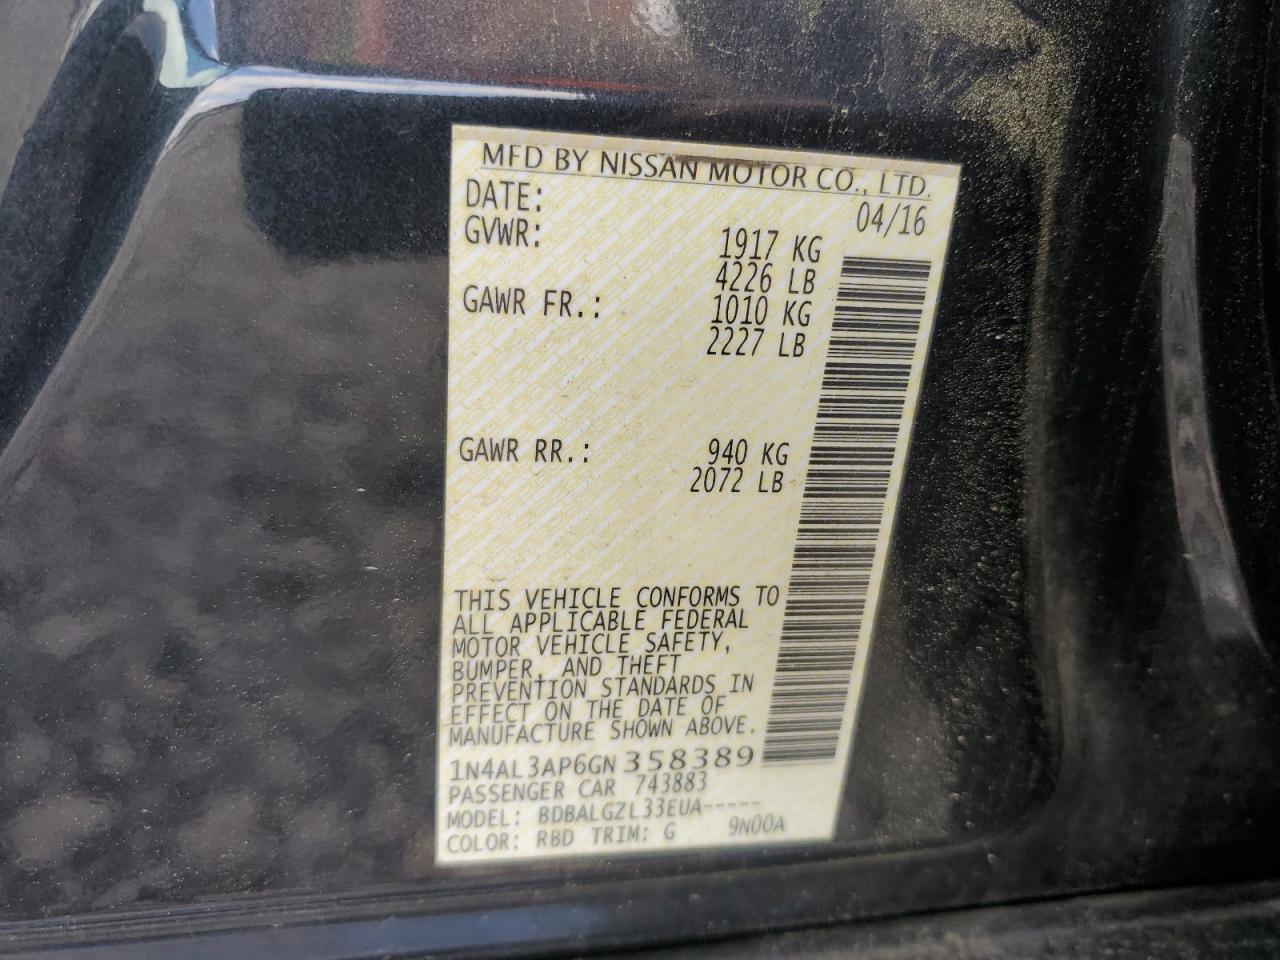 MFD BY NISSAN MOTOR CO., LTD.
DATE: 04/16
GVWR: 1917 KG
4226 LB
GAWR FR.: 1010 KG
2227 LB
GAWR RR.: 940 KG
2072 LB
THIS VEHICLE CONFORMS TO
ALL APPLICABLE FEDERAL
MOTOR VEHICLE SAFETY,
BUMPER, AND THEFT
PREVENTION STANDARDS IN
EFFECT ON THE DATE OF
MANUFACTURE SHOWN ABOVE.
1N4AL3AP6GN358389
PASSENGER CAR 743883
MODEL: BDBALGZL33EUA-----
COLOR: RBD TRIM: G 9N00A